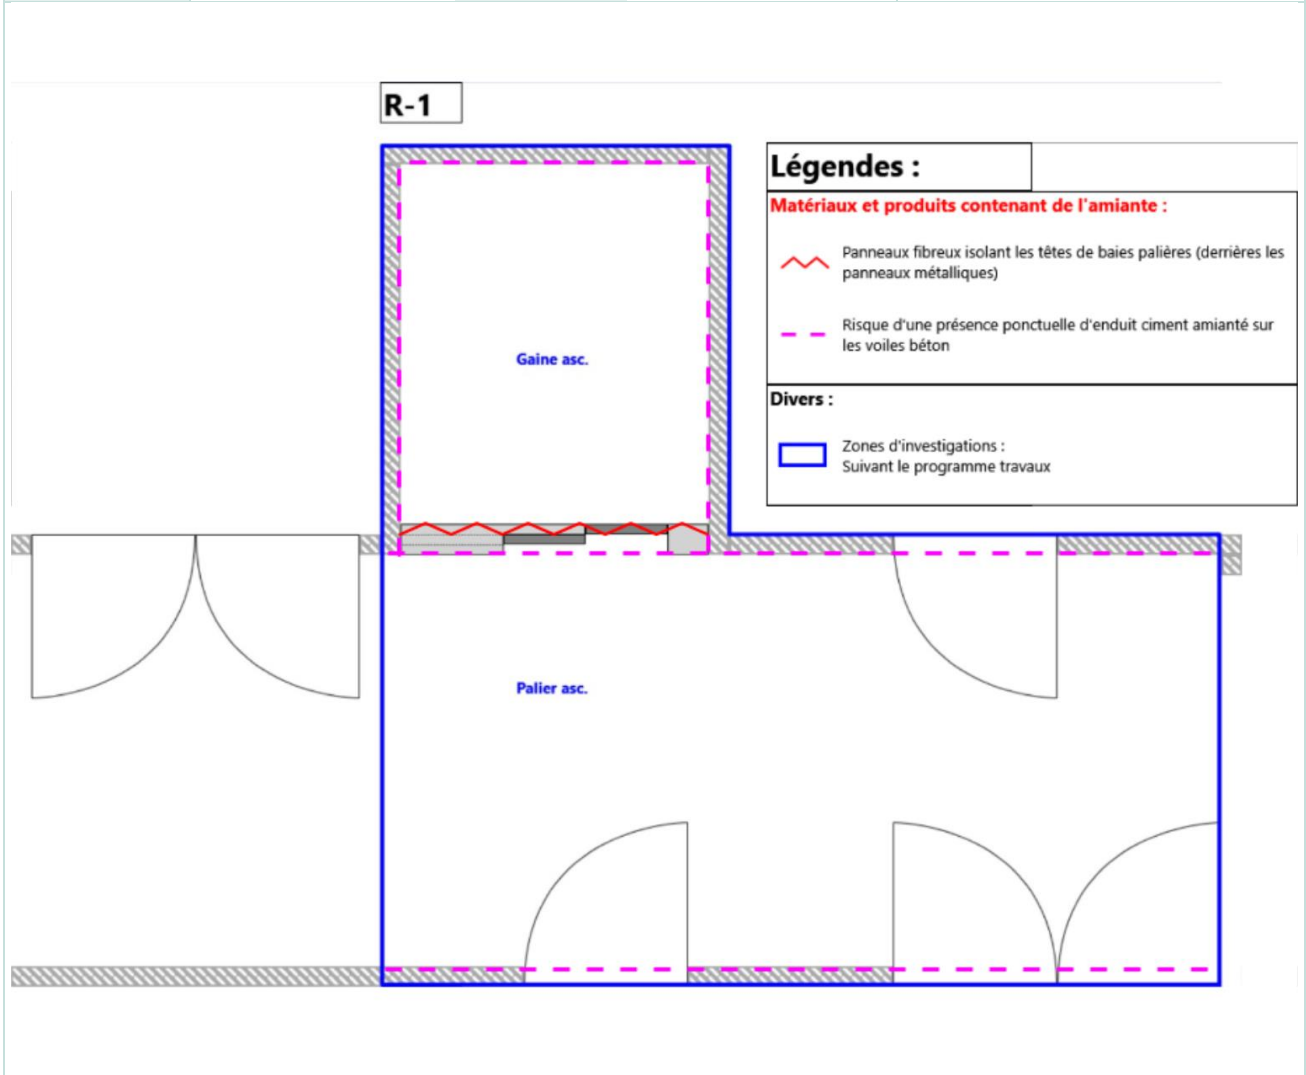 R-1
Légendes :
Matériaux et produits contenant de l'amiante :
Panneaux fibreux isolant les têtes de baies palières (derrières les
panneaux métalliques)
Risque d'une présence ponctuelle d'enduit ciment amianté sur
les voiles béton
Divers :
Zones d'investigations :
Suivant le programme travaux
Gaine asc.
Palier asc.